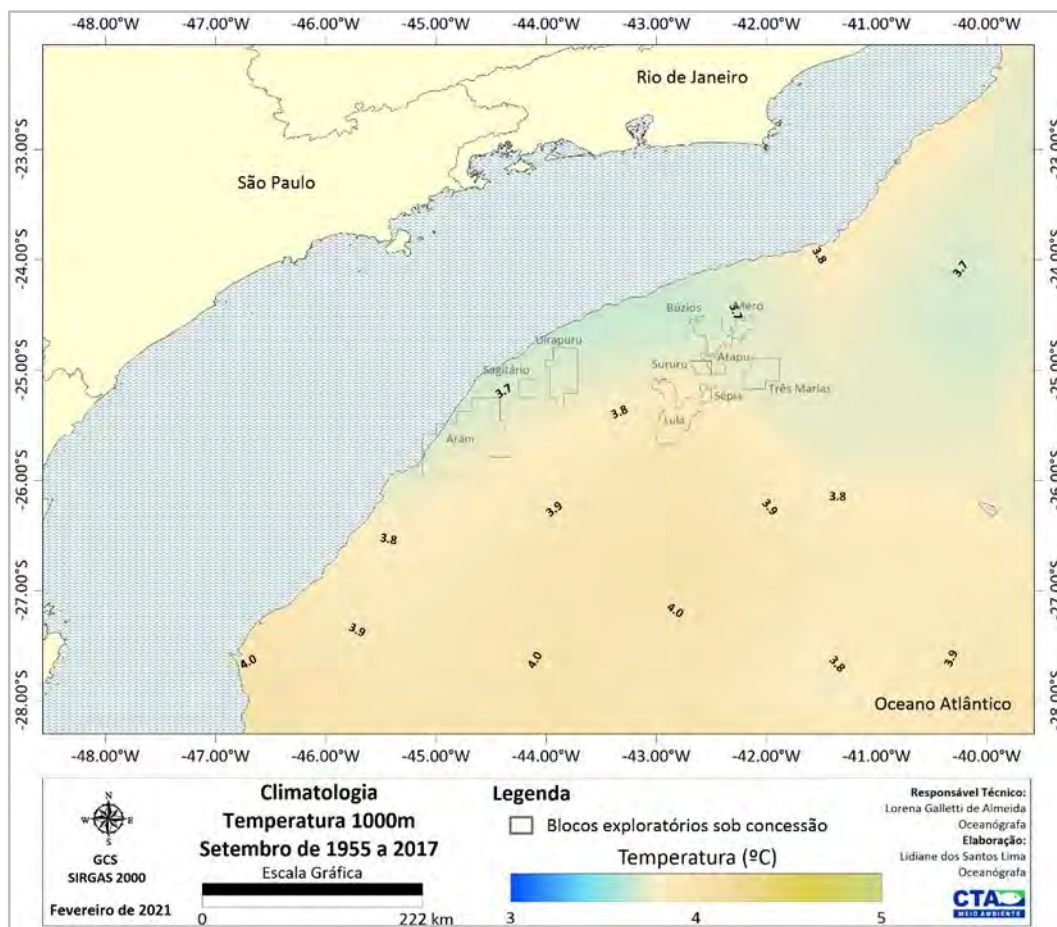 -48.00°W -47.00°W -46.00°W -45.00°W -44.00°W -43.00°W -42.00°W -41.00°W -40.00°W
Rio de Janeiro
-23.00°S -23.00°S
São Paulo
-24.00°S 3.8 3.7 -24.00°S
Búzios 3.7 Mero
Uirapuru
-25.00°S Sururu Atapu -25.00°S
Sagitário
3.7 Sépia Três Marias
3.8 Lula
Aram
-26.00°S 3.9 3.9 3.8 -26.00°S
3.8
-27.00°S 4.0 -27.00°S
3.9
4.0 4.0 3.8 3.9
-28.00°S Oceano Atlântico -28.00°S
-48.00°W -47.00°W -46.00°W -45.00°W -44.00°W -43.00°W -42.00°W -41.00°W -40.00°W
N
W E
S
GCS
SIRGAS 2000
Fevereiro de 2021
Climatologia
Temperatura 1000m
Setembro de 1955 a 2017
Escala Gráfica
0 222 km
Legenda
Blocos exploratórios sob concessão
Temperatura (ºC)
3 4 5
Responsável Técnico:
Lorena Galletti de Almeida
Oceanógrafa
Elaboração:
Lidiane dos Santos Lima
Oceanógrafa
CTA
MEIO AMBIENTE